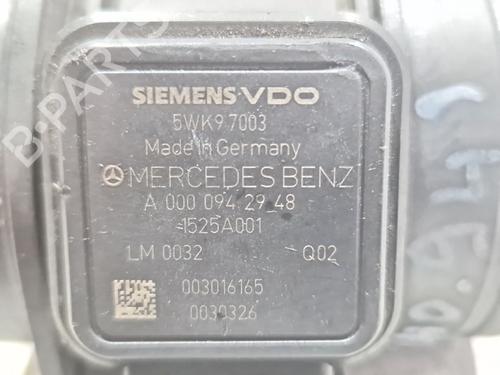 SIEMENS VDO
5WK9 7003
Made in Germany
MERCEDES BENZ
A 000 094 29 48
1525A001
LM 0032 Q02
003016165
0030326
B-PARTS